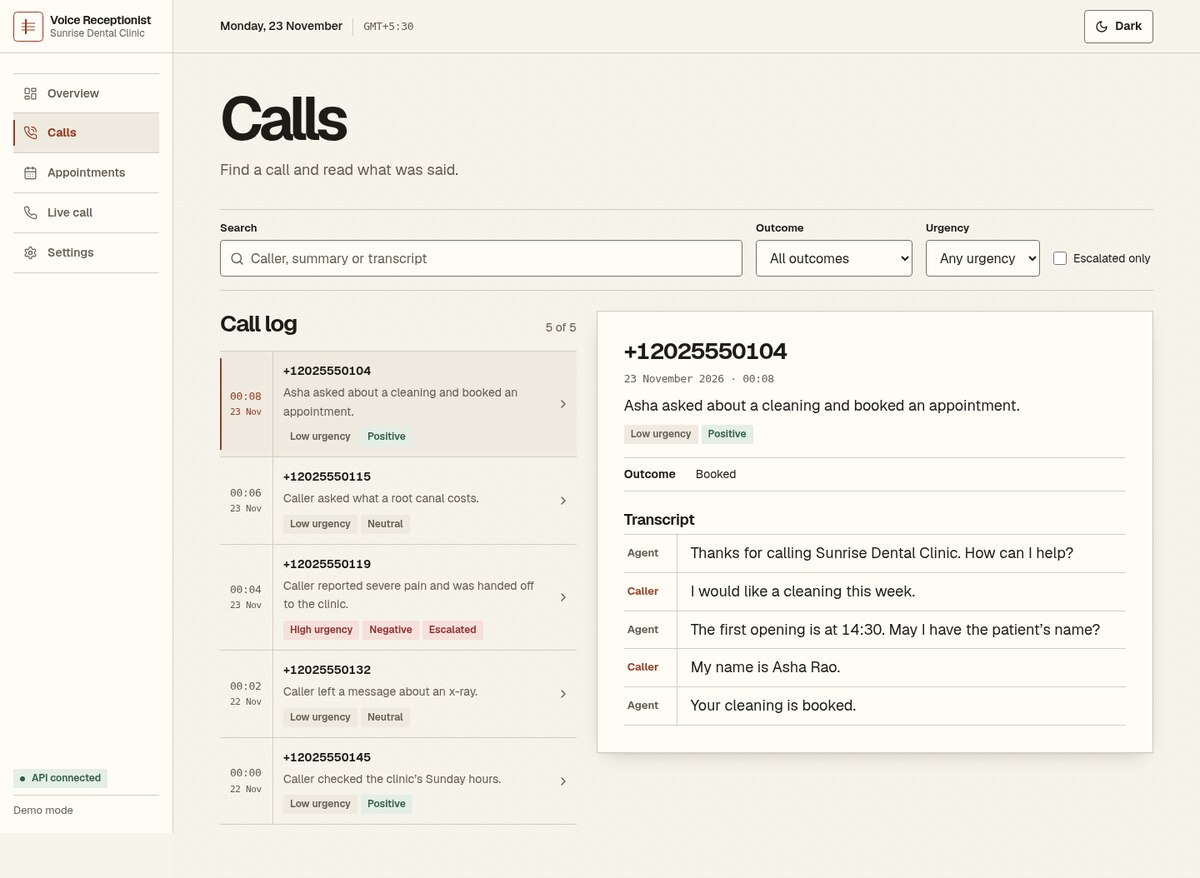 Voice Receptionist
Sunrise Dental Clinic
Monday, 23 November
GMT+5:30
Dark
Overview
Calls
Appointments
Live call
Settings
API connected
Demo mode
Calls
Find a call and read what was said.
Search
Caller, summary or transcript
Outcome
All outcomes
Urgency
Any urgency
Escalated only
Call log
5 of 5
00:08
23 Nov
+12025550104
Asha asked about a cleaning and booked an
appointment.
Low urgency
Positive
00:06
23 Nov
+12025550115
Caller asked what a root canal costs.
Low urgency
Neutral
00:04
23 Nov
+12025550119
Caller reported severe pain and was handed off
to the clinic.
High urgency
Negative
Escalated
00:02
22 Nov
+12025550132
Caller left a message about an x-ray.
Low urgency
Neutral
00:00
22 Nov
+12025550145
Caller checked the clinic's Sunday hours.
Low urgency
Positive
+12025550104
23 November 2026 · 00:08
Asha asked about a cleaning and booked an appointment.
Low urgency
Positive
Outcome Booked
Transcript
Agent Thanks for calling Sunrise Dental Clinic. How can I help?
Caller I would like a cleaning this week.
Agent The first opening is at 14:30. May I have the patient's name?
Caller My name is Asha Rao.
Agent Your cleaning is booked.